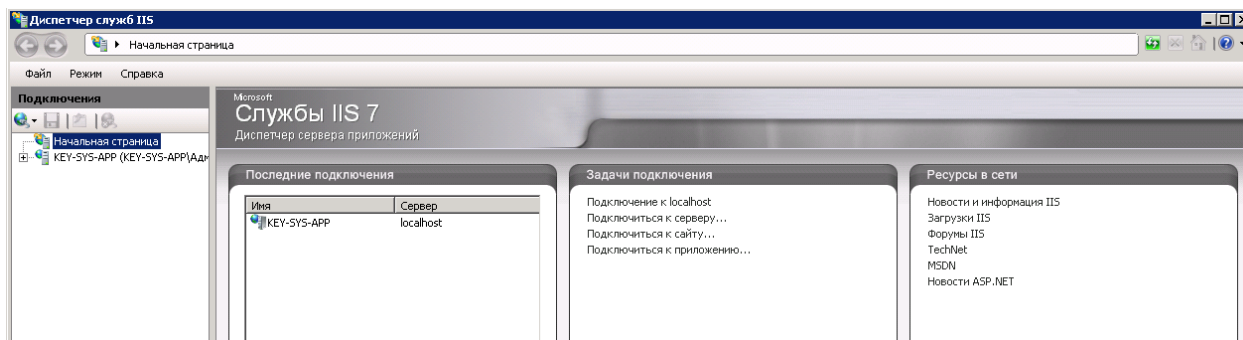 Диспетчер служб IIS
Начальная страница
Файл Режим Справка
Подключения
Начальная страница
KEY-SYS-APP (KEY-SYS-APP\Адм
Microsoft
Службы IIS 7
Диспетчер сервера приложений
Последние подключения
Имя Сервер
KEY-SYS-APP localhost
Задачи подключения
Подключение к localhost
Подключиться к серверу...
Подключиться к сайту...
Подключиться к приложению...
Ресурсы в сети
Новости и информация IIS
Загрузки IIS
Форумы IIS
TechNet
MSDN
Новости ASP.NET